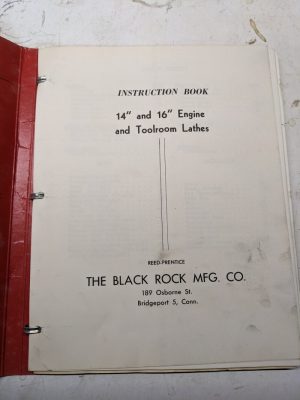 INSTRUCTION BOOK
14" and 16" Engine
and Toolroom Lathes
REED-PRENTICE
THE BLACK ROCK MFG. CO.
189 Osborne St.
Bridgeport 5, Conn.